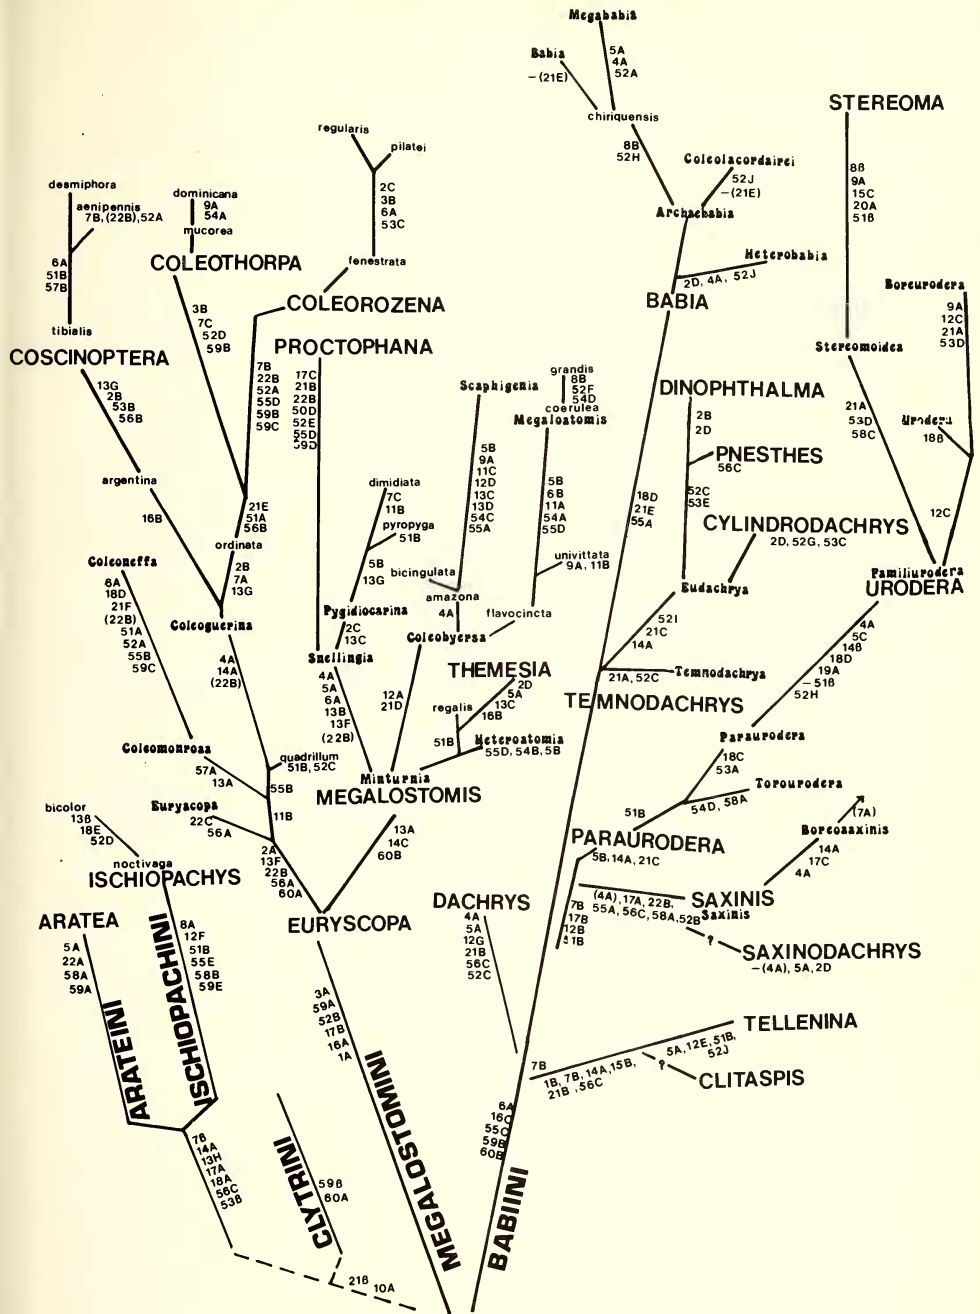 Megababia
5A
4A
52A
Babia
–(21E)
chiriquensis
8B
52H
Coleolacordairei
52J
–(21E)
Archaebabia
Heterobabia
2D, 4A, 52J
BABIA
STEREOMA
8B
9A
15C
20A
51B
Boreurodera
9A
12C
21A
53D
Stereomoidea
21A
53D
58C
Urodera
18B
12C
Familiurodera
URODERA
regularis
pilatei
2C
3B
6A
53C
fenestrata
COLEOROZENA
desmiphora
aenipennis
7B,(22B),52A
6A
51B
57B
tibialis
COSCINOPTERA
13G
2B
53B
56B
argentina
16B
dominicana
9A
54A
mucorea
COLEOTHORPA
3B
7C
52D
59B
7B
22B
52A
55D
59B
59C
21E
51A
56B
ordinata
2B
7A
13G
Coleoguerina
4A
14A
(22B)
PROCTOPHANA
17C
21B
22B
50D
52E
55D
59D
Scaphigenia
5B
9A
11C
12D
13C
13D
54C
55A
grandis
8B
52F
54D
coerulea
Megaloatomis
5B
6B
11A
54A
55D
univittata
9A, 11B
flavocincta
dimidiata
7C
11B
pyropyga
51B
5B
13G
bicingulata
amazona
4A
Pygidiocarina
2C
13C
Coleobyersa
Snellingia
4A
5A
6A
13B
13F
(22B)
12A
21D
THEMESIA
2D
5A
13C
16B
regalis
51B
Heteroatomia
55D, 54B, 5B
Minturnia
MEGALOSTOMIS
13A
14C
60B
DINOPHTHALMA
2B
2D
PNESTHES
56C
52C
53E
CYLINDRODACHRYS
2D, 52G, 53C
Eudachrya
52I
21C
14A
18D
21E
55A
21A, 52C
Temnodachrya
TEMNODACHRYS
4A
5C
14B
18D
19A
–51B
52H
Paraurodera
18C
53A
Torourodera
54D, 58A
51B
PARAURODERA
5B,14A, 21C
(7A)
Boreoaaxinis
14A
17C
4A
SAXINIS
Saxinis
(4A), 17A, 22B,
55A, 56C, 58A, 52B
?
SAXINODACHRYS
–(4A), 5A, 2D
7B
17B
12B
51B
Coleoneffa
6A
18D
21F
(22B)
51A
52A
55B
59C
Coleomonroaa
57A
13A
quadrillum
51B, 52C
55B
11B
Euryacopa
22C
56A
2A
13F
22B
56A
60A
EURYSCOPA
bicolor
13B
18E
52D
noctivaga
ISCHIOPACHYS
8A
12F
51B
55E
58B
59E
ISCHIOPACHINI
ARATEA
5A
22A
58A
59A
ARATEINI
7B
14A
13H
17A
18A
56C
53B
CLYTRINI
59B
60A
21B
10A
3A
59A
52B
17B
16A
1A
MEGALOSTOMINI
DACHRYS
4A
5A
12G
21B
56C
52C
7B
1B, 7B, 14A, 15B,
21B, 56C
5A, 12E, 51B,
52J
TELLENINA
?
CLITASPIS
6A
16C
55C
59B
60B
BABIINI